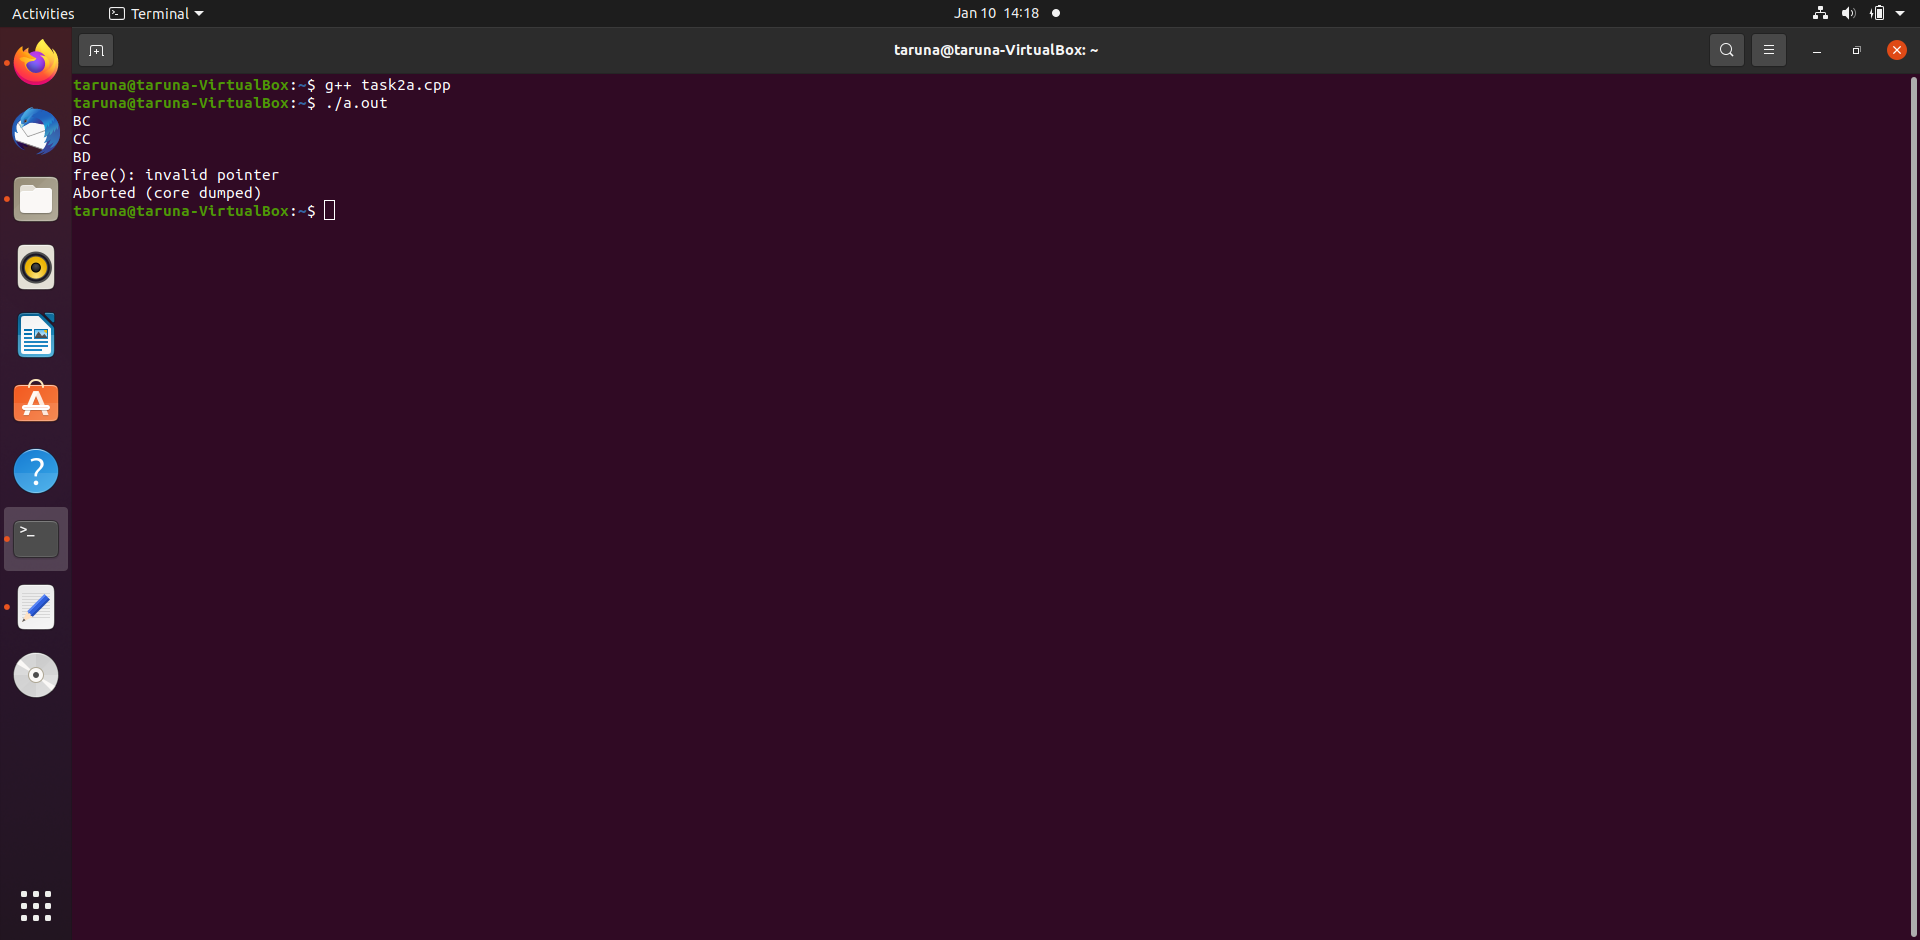 Activities
Terminal
Jan 10 14:18
taruna@taruna-VirtualBox: ~
taruna@taruna-VirtualBox:~$ g++ task2a.cpp
taruna@taruna-VirtualBox:~$ ./a.out
BC
CC
BD
free(): invalid pointer
Aborted (core dumped)
taruna@taruna-VirtualBox:~$